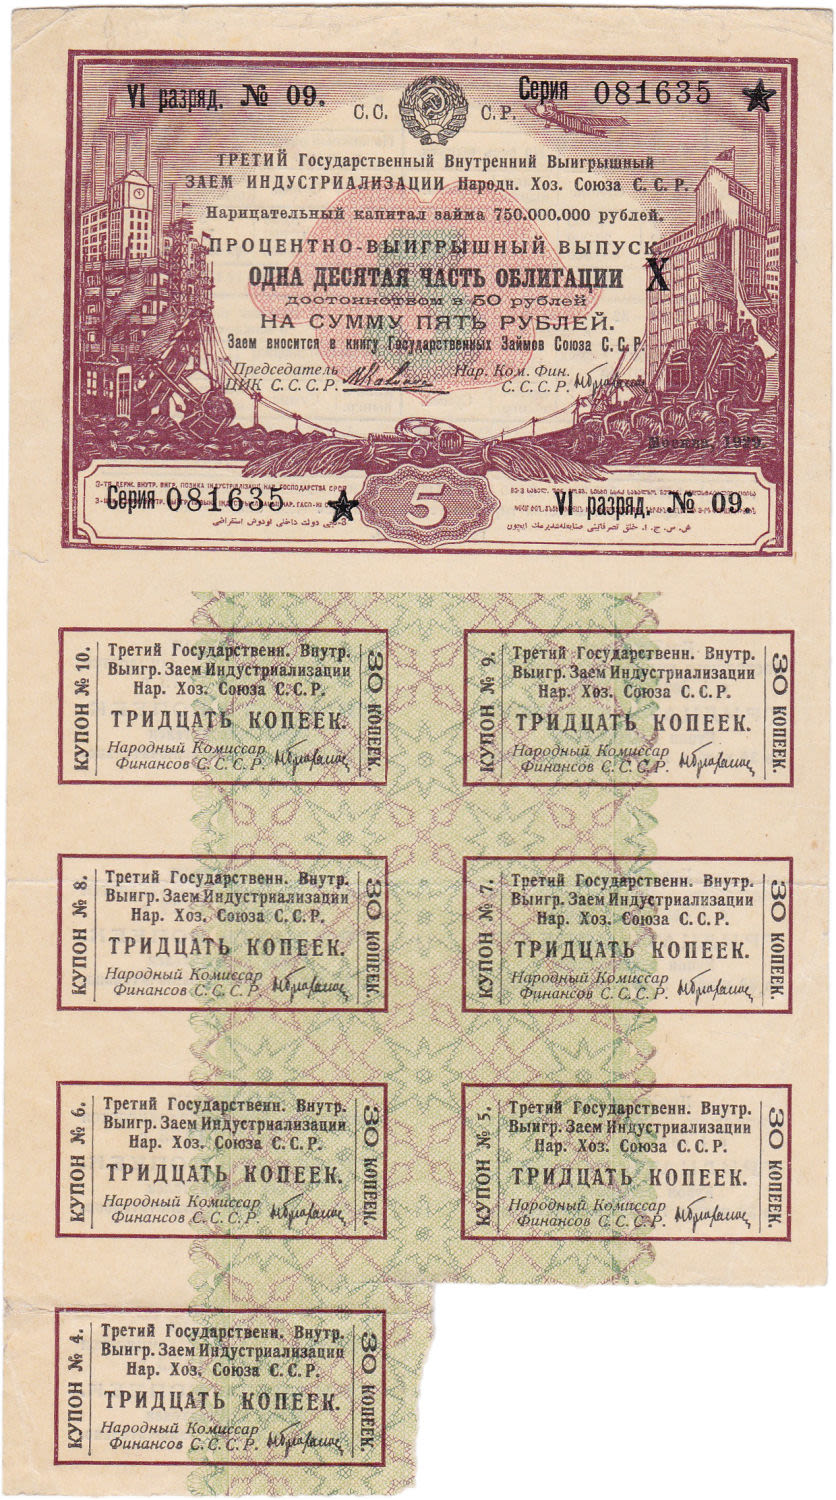 VI разряд. № 09.
Серия 081635
С. С. С. Р.
ТРЕТИЙ Государственный Внутренний Выигрышный
ЗАЕМ ИНДУСТРИАЛИЗАЦИИ Народн. Хоз. Союза С. С. Р.
Нарицательный капитал займа 750.000.000 рублей.
ПРОЦЕНТНО-ВЫИГРЫШНЫЙ ВЫПУСК
ОДНА ДЕСЯТАЯ ЧАСТЬ ОБЛИГАЦИИ X
достоинством в 50 рублей
НА СУММУ ПЯТЬ РУБЛЕЙ.
Заем вносится в книгу Государственных Займов Союза С. С. Р.
Председатель
ЦИК С. С. С. Р.
Нар. Ком. Фин.
С. С. С. Р.
Москва, 1929
Серия 081635
5
VI разряд. № 09.
КУПОН № 10.
Третий Государственн. Внутр.
Выигр. Заем Индустриализации
Нар. Хоз. Союза С. С. Р.
ТРИДЦАТЬ КОПЕЕК.
Народный Комиссар
Финансов С. С. С. Р.
30 КОПЕЕК.
КУПОН № 9.
Третий Государственн. Внутр.
Выигр. Заем Индустриализации
Нар. Хоз. Союза С. С. Р.
ТРИДЦАТЬ КОПЕЕК.
Народный Комиссар
Финансов С. С. С. Р.
30 КОПЕЕК.
КУПОН № 8.
Третий Государственн. Внутр.
Выигр. Заем Индустриализации
Нар. Хоз. Союза С. С. Р.
ТРИДЦАТЬ КОПЕЕК.
Народный Комиссар
Финансов С. С. С. Р.
30 КОПЕЕК.
КУПОН № 7.
Третий Государственн. Внутр.
Выигр. Заем Индустриализации
Нар. Хоз. Союза С. С. Р.
ТРИДЦАТЬ КОПЕЕК.
Народный Комиссар
Финансов С. С. С. Р.
30 КОПЕЕК.
КУПОН № 6.
Третий Государственн. Внутр.
Выигр. Заем Индустриализации
Нар. Хоз. Союза С. С. Р.
ТРИДЦАТЬ КОПЕЕК.
Народный Комиссар
Финансов С. С. С. Р.
30 КОПЕЕК.
КУПОН № 5.
Третий Государственн. Внутр.
Выигр. Заем Индустриализации
Нар. Хоз. Союза С. С. Р.
ТРИДЦАТЬ КОПЕЕК.
Народный Комиссар
Финансов С. С. С. Р.
30 КОПЕЕК.
КУПОН № 4.
Третий Государственн. Внутр.
Выигр. Заем Индустриализации
Нар. Хоз. Союза С. С. Р.
ТРИДЦАТЬ КОПЕЕК.
Народный Комиссар
Финансов С. С. С. Р.
30 КОПЕЕК.